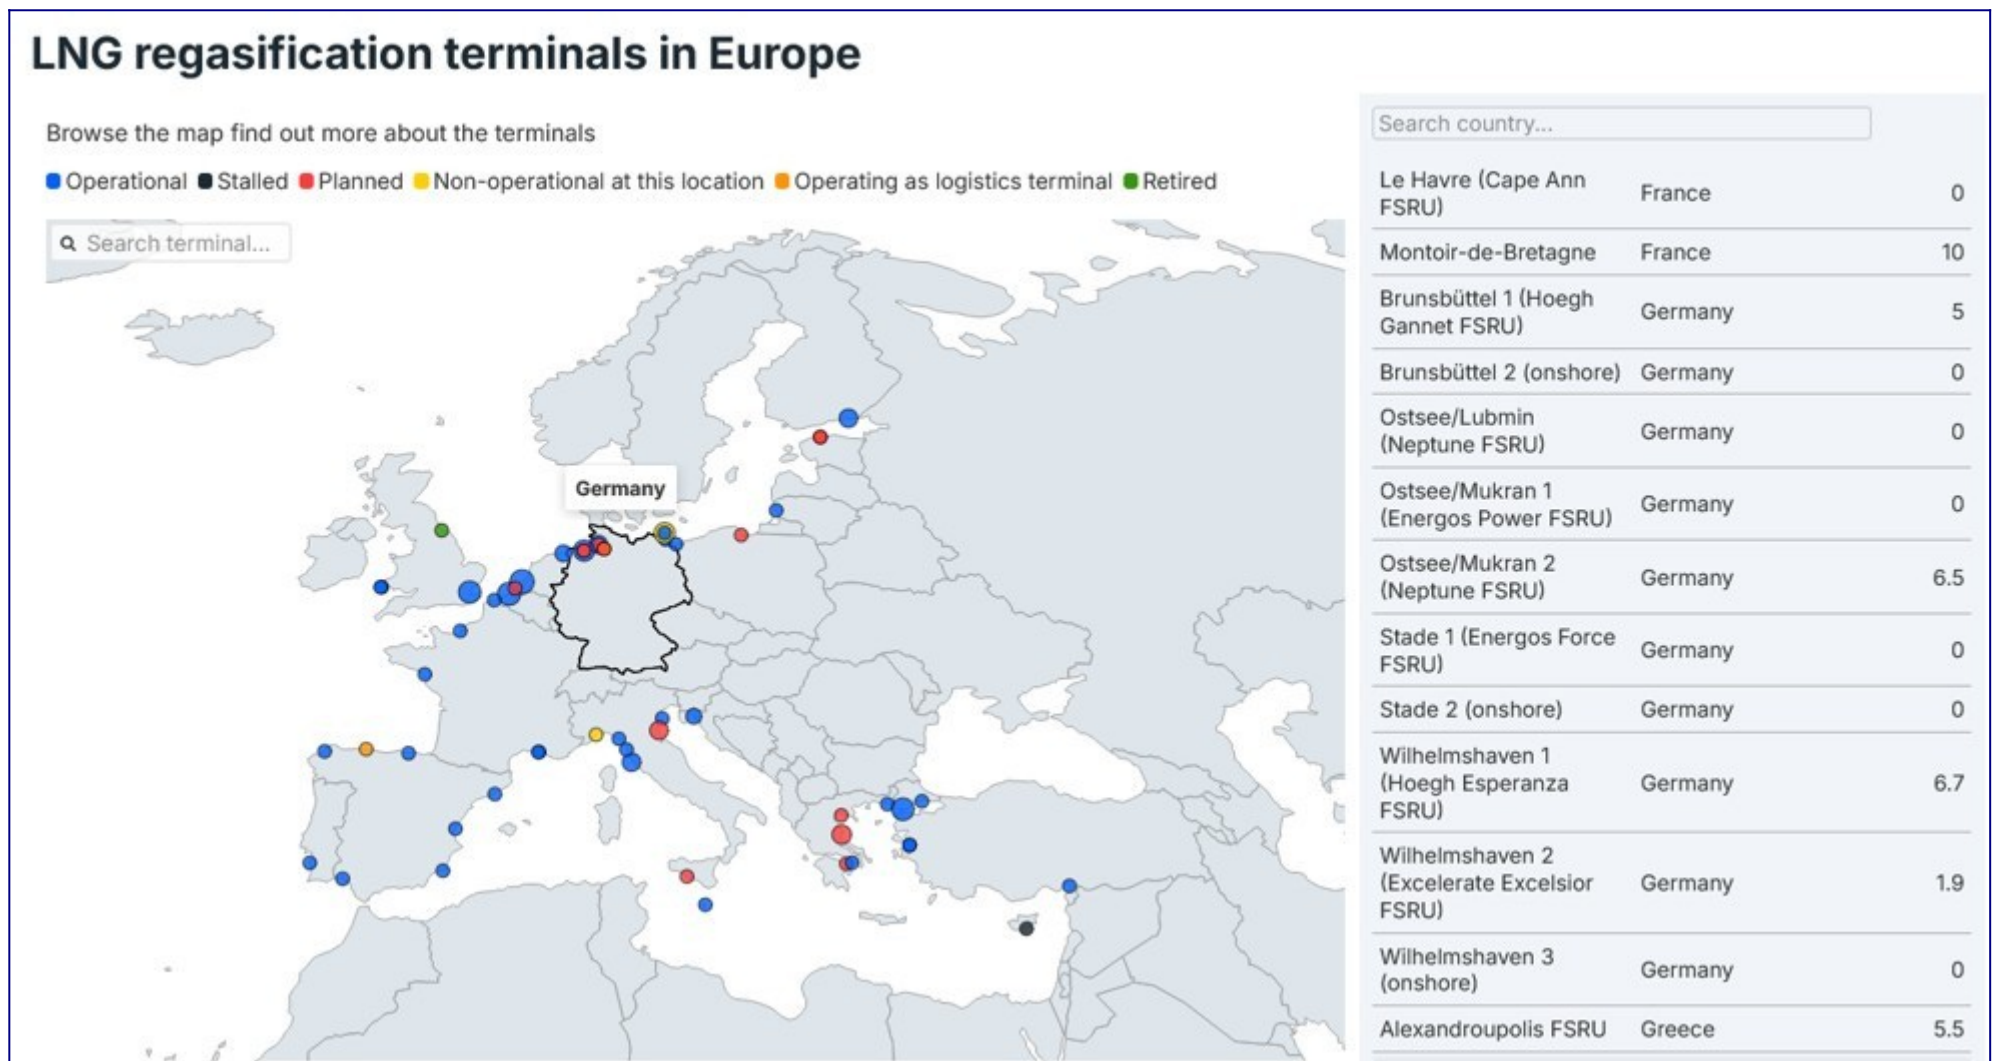 LNG regasification terminals in Europe
Browse the map find out more about the terminals
Operational Stalled Planned Non-operational at this location Operating as logistics terminal Retired
Search terminal...
Germany
Search country...
Le Havre (Cape Ann
FSRU) France 0
Montoir-de-Bretagne France 10
Brunsbüttel 1 (Hoegh
Gannet FSRU) Germany 5
Brunsbüttel 2 (onshore) Germany 0
Ostsee/Lubmin
(Neptune FSRU) Germany 0
Ostsee/Mukran 1
(Energos Power FSRU) Germany 0
Ostsee/Mukran 2
(Neptune FSRU) Germany 6.5
Stade 1 (Energos Force
FSRU) Germany 0
Stade 2 (onshore) Germany 0
Wilhelmshaven 1
(Hoegh Esperanza Germany 6.7
FSRU)
Wilhelmshaven 2
(Excelerate Excelsior Germany 1.9
FSRU)
Wilhelmshaven 3
(onshore) Germany 0
Alexandroupolis FSRU Greece 5.5